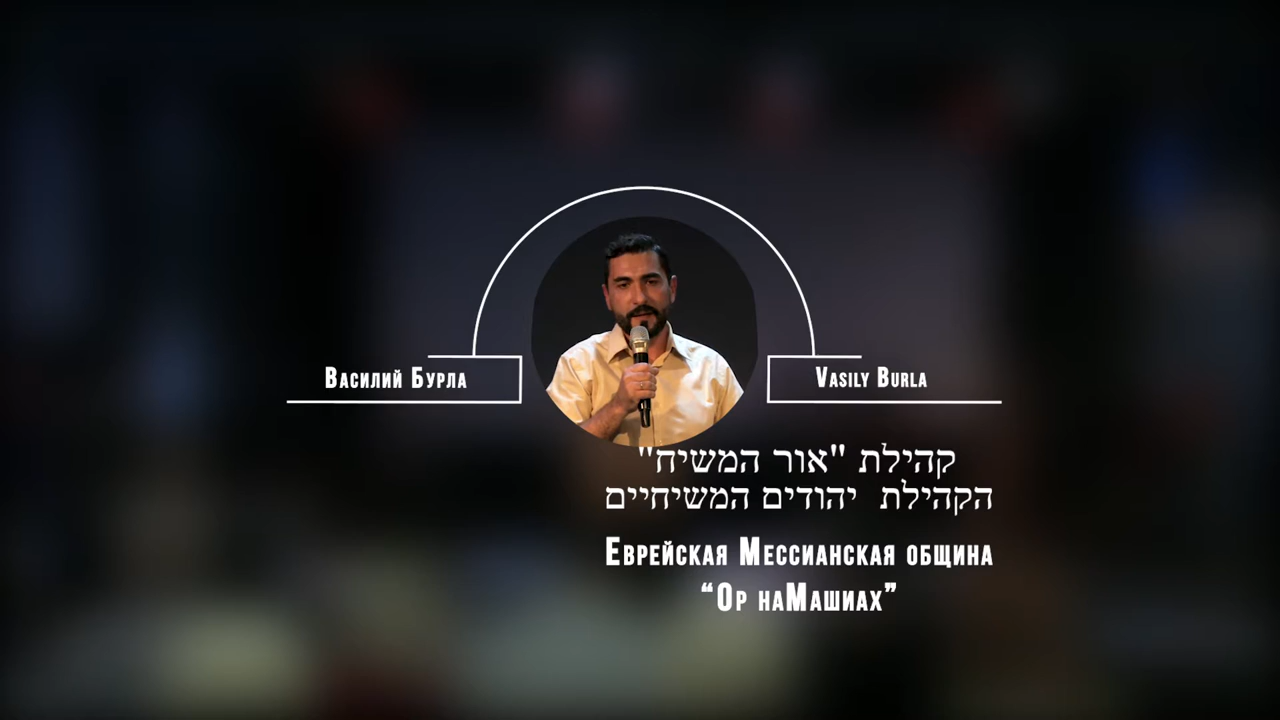 Василий Бурла
Vasily Burla
קהילת "אור המשיח"
הקהילת יהודים המשיחיים
Еврейская Мессианская община
“Ор наМашиах”